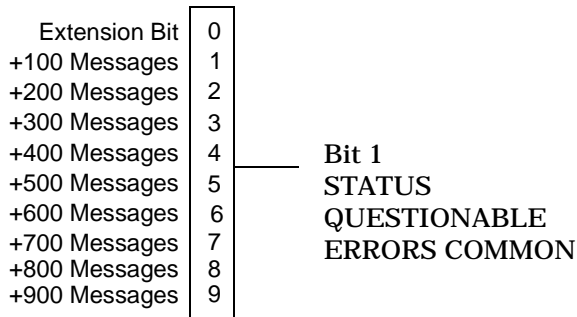 Extension Bit 0
+100 Messages 1
+200 Messages 2
+300 Messages 3
+400 Messages 4
+500 Messages 5
+600 Messages 6
+700 Messages 7
+800 Messages 8
+900 Messages 9
Bit 1
STATUS
QUESTIONABLE
ERRORS COMMON